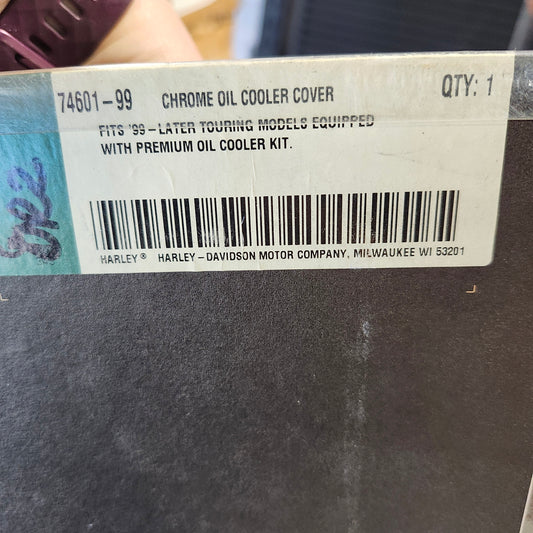 74601-99 CHROME OIL COOLER COVER QTY: 1
FITS '99-LATER TOURING MODELS EQUIPPED
WITH PREMIUM OIL COOLER KIT.
HARLEY® HARLEY-DAVIDSON MOTOR COMPANY, MILWAUKEE WI 53201